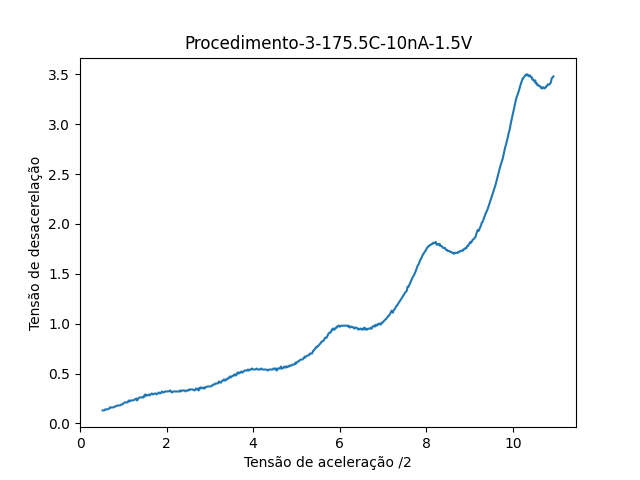 Procedimento-3-175.5C-10nA-1.5V
3.5
3.0
2.5
2.0
1.5
1.0
0.5
0.0
Tensão de desacerelação
0 2 4 6 8 10
Tensão de aceleração /2